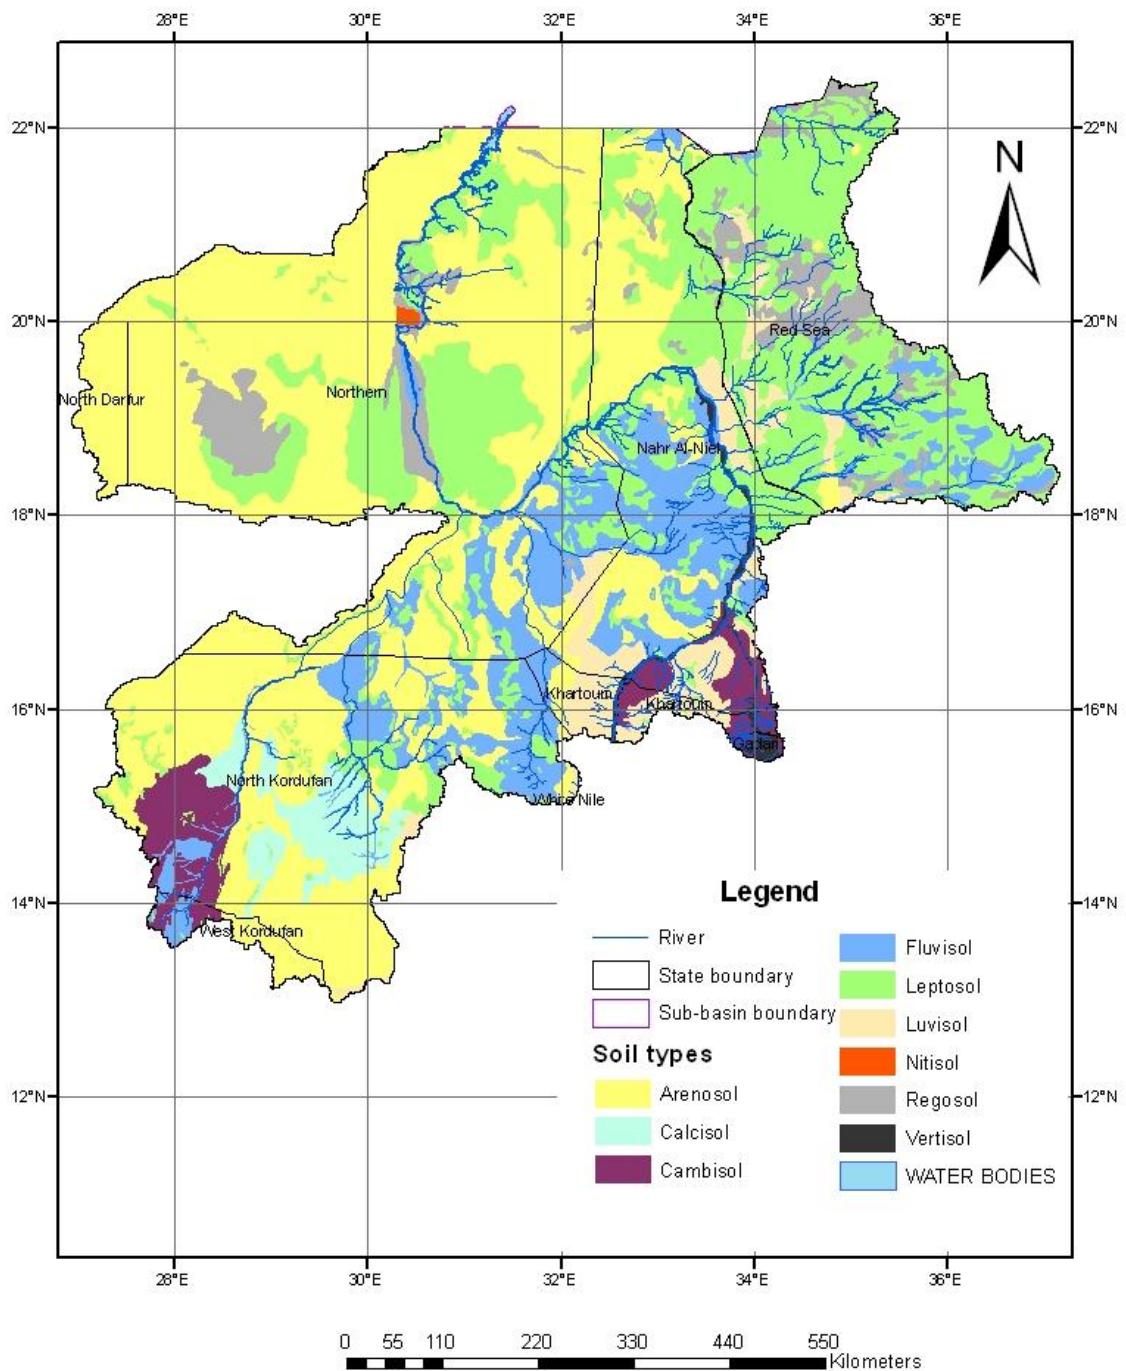 28°E 30°E 32°E 34°E 36°E
22°N 22°N
N
20°N 20°N
Red Sea
Northern
North Darfur
Nahr Al-Niel
18°N 18°N
Khartoum
Khartoum
16°N 16°N
Gadarif
North Kordufan
White Nile
14°N 14°N
West Kordufan
Legend
River
State boundary
Sub-basin boundary
Soil types
Arenosol
Calcisol
Cambisol
Fluvisol
Leptosol
Luvisol
Nitisol
Regosol
Vertisol
WATER BODIES
12°N 12°N
28°E 30°E 32°E 34°E 36°E
0 55 110 220 330 440 550
Kilometers